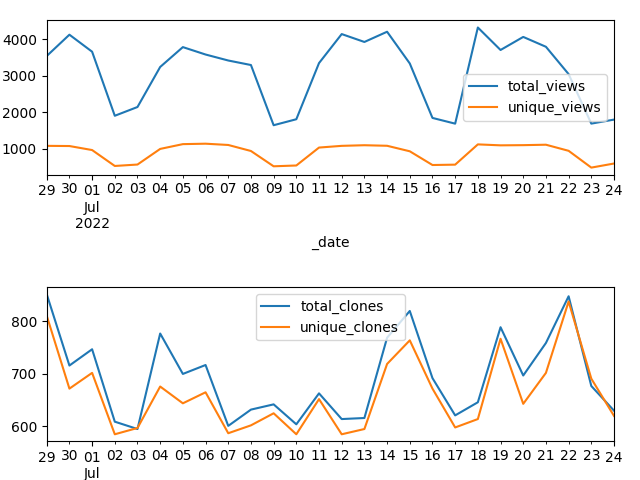 4000
3000
2000
1000
total_views
unique_views
29 30 01 02 03 04 05 06 07 08 09 10 11 12 13 14 15 16 17 18 19 20 21 22 23 24
Jul
2022
_date
800
700
600
total_clones
unique_clones
29 30 01 02 03 04 05 06 07 08 09 10 11 12 13 14 15 16 17 18 19 20 21 22 23 24
Jul